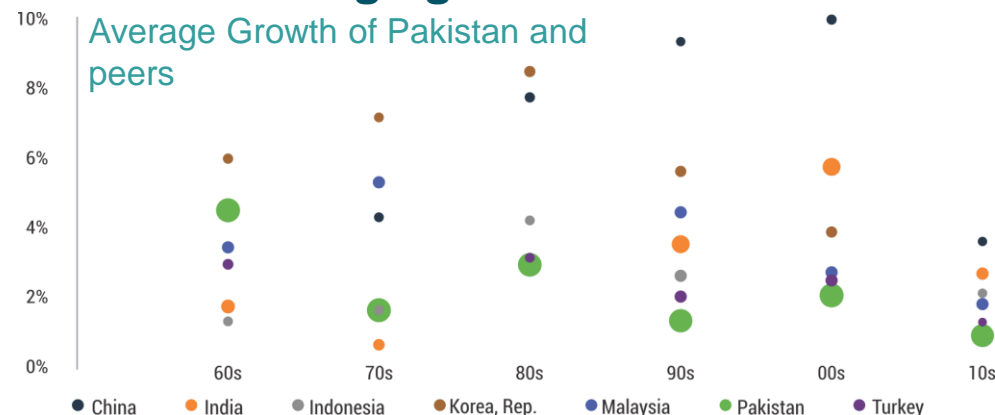 Average Growth of Pakistan and
peers
10%
8%
6%
4%
2%
0%
60s
70s
80s
90s
00s
10s
China
India
Indonesia
Korea, Rep.
Malaysia
Pakistan
Turkey